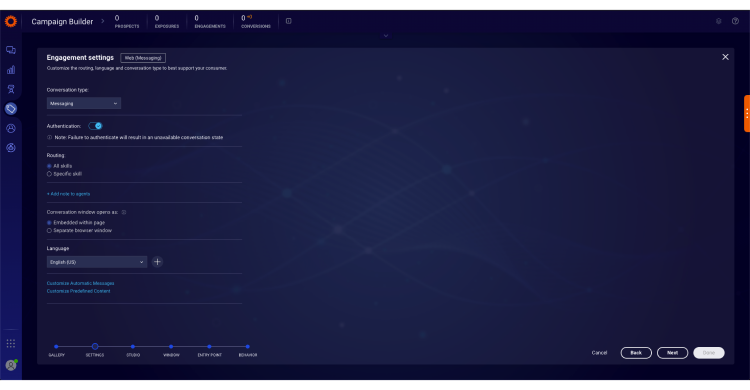 Campaign Builder
0 PROSPECTS
0 EXPOSURES
0 ENGAGEMENTS
0 CONVERSIONS
Engagement settings Web (Messaging)
Customize the routing, language and conversation type to best support your consumer.
Conversation type:
Messaging
Authentication:
Note: Failure to authenticate will result in an unavailable conversation state
Routing
All skills
Specific skill
+ Add note to agents
Conversation window opens as:
Embedded within page
Separate browser window
Language
English (US)
Customize Automatic Messages
Customize Predefined Content
GALLERY SETTINGS STUDIO WINDOW ENTRY POINT BEHAVIOR
Cancel Back Next Done